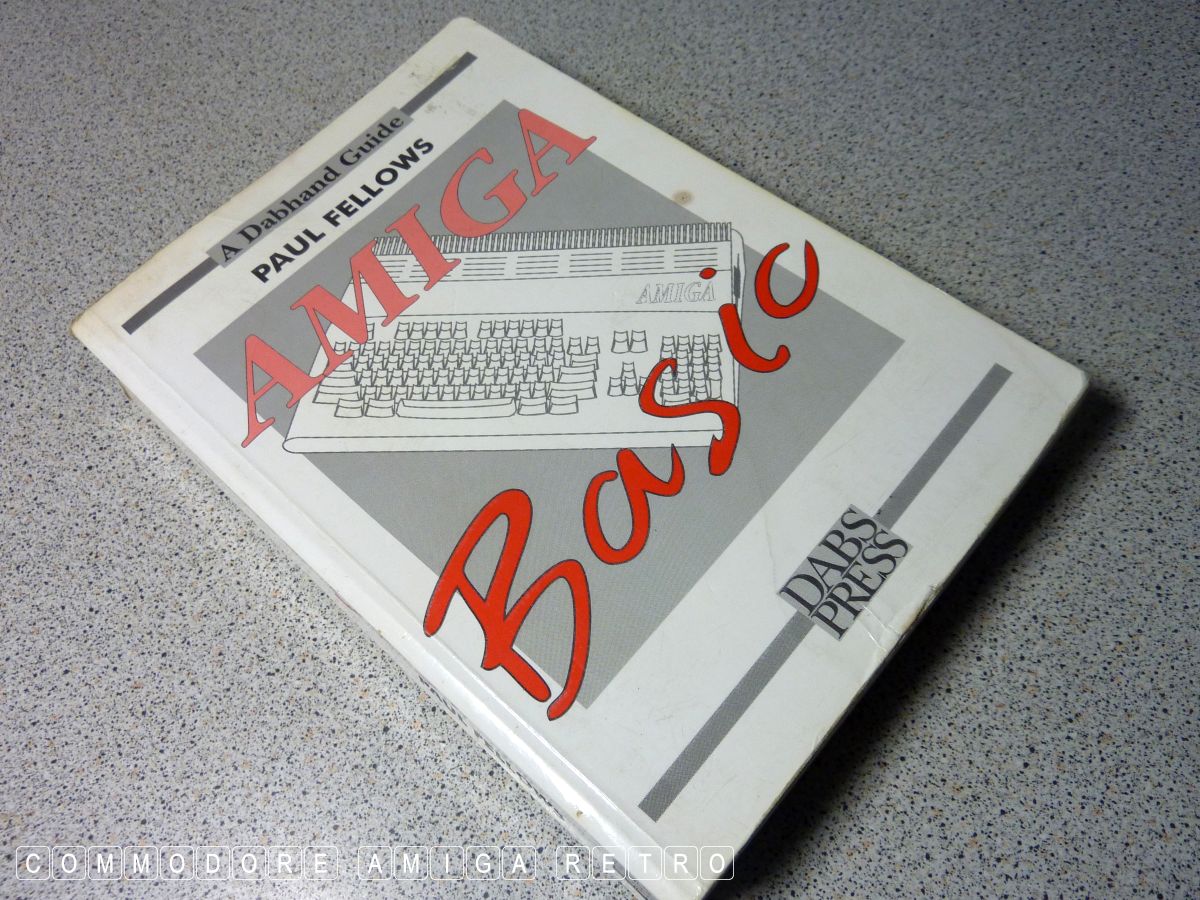 A Dabhand Guide
PAUL FELLOWS
AMIGA
AMIGA
Basic
DABS
PRESS
COMMODORE AMIGA RETRO